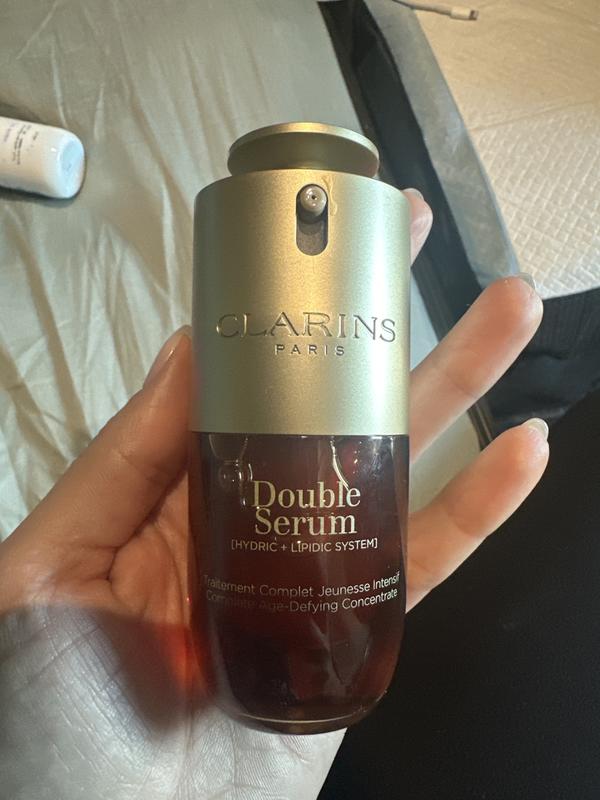 CLARINS
PARIS
Double
Serum
[HYDRIC + LIPIDIC SYSTEM]
Traitement Complet Jeunesse Intensif
Complete Age-Defying Concentrate